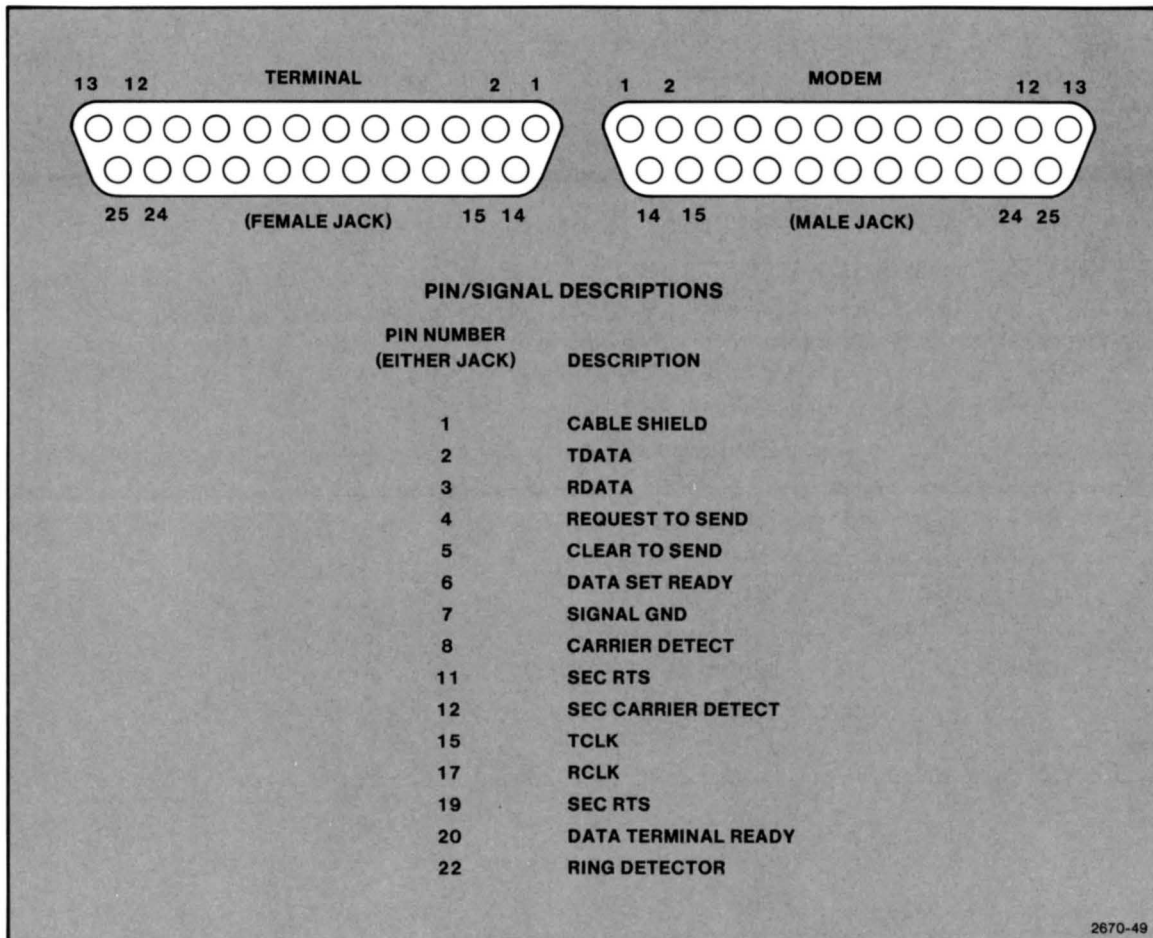 TERMINAL
13 12 2 1
25 24 15 14
(FEMALE JACK)
MODEM
1 2 12 13
14 15 24 25
(MALE JACK)
PIN/SIGNAL DESCRIPTIONS
PIN NUMBER
(EITHER JACK) DESCRIPTION
1 CABLE SHIELD
2 TDATA
3 RDATA
4 REQUEST TO SEND
5 CLEAR TO SEND
6 DATA SET READY
7 SIGNAL GND
8 CARRIER DETECT
11 SEC RTS
12 SEC CARRIER DETECT
15 TCLK
17 RCLK
19 SEC RTS
20 DATA TERMINAL READY
22 RING DETECTOR
2670-49